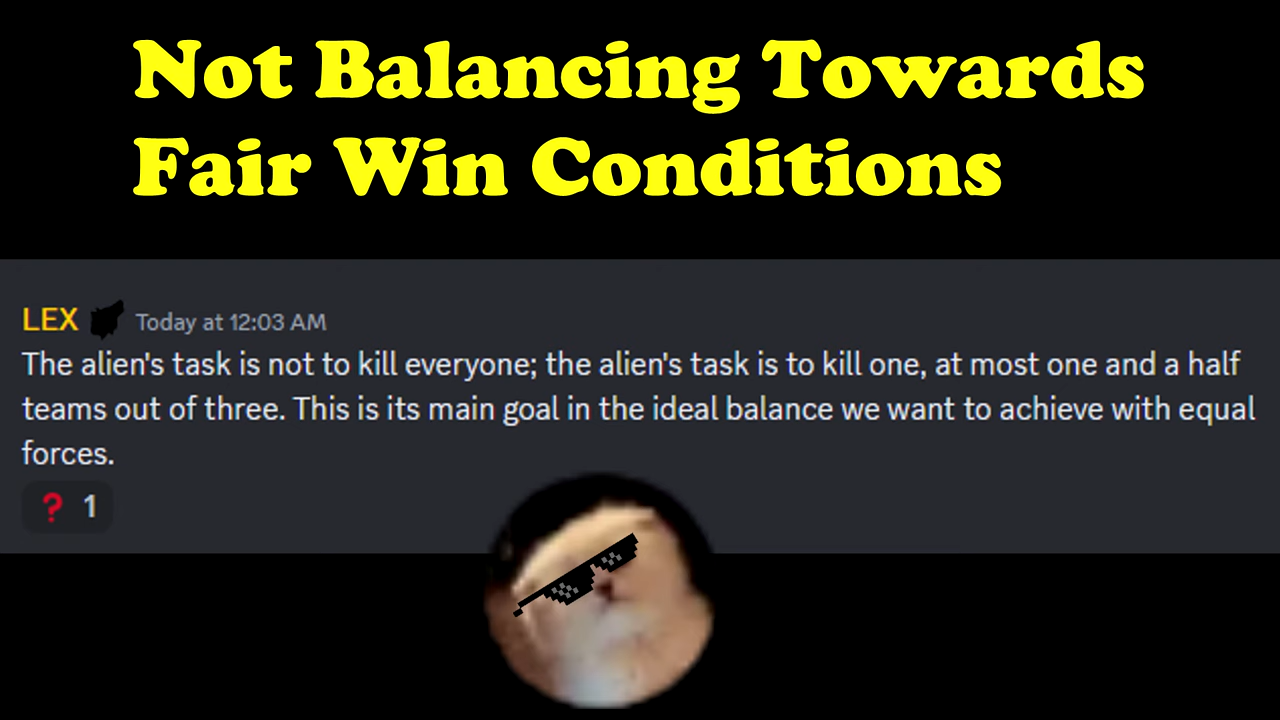 Not Balancing Towards
Fair Win Conditions
LEX Today at 12:03 AM
The alien's task is not to kill everyone; the alien's task is to kill one, at most one and a half
teams out of three. This is its main goal in the ideal balance we want to achieve with equal
forces.
❓ 1